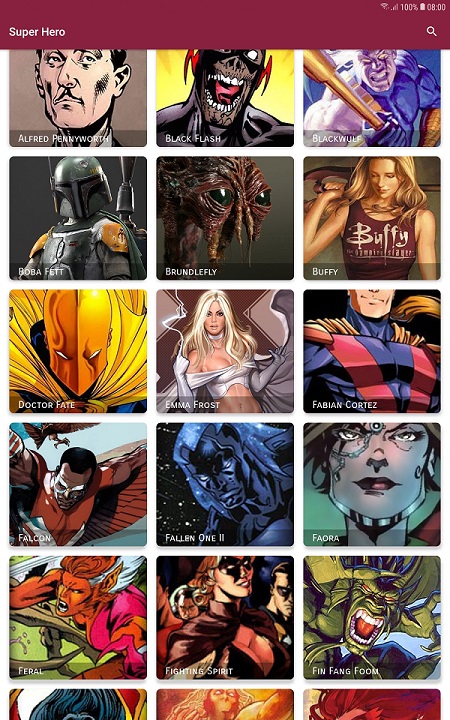 100% 08:00
Super Hero
Alfred Pennyworth
Black Flash
Blackwulf
Boba Fett
Brundlefly
Buffy
the vampire slayer
Buffy
Doctor Fate
Emma Frost
Fabian Cortez
Falcon
Fallen One II
Faora
Feral
Fighting Spirit
Fin Fang Foom